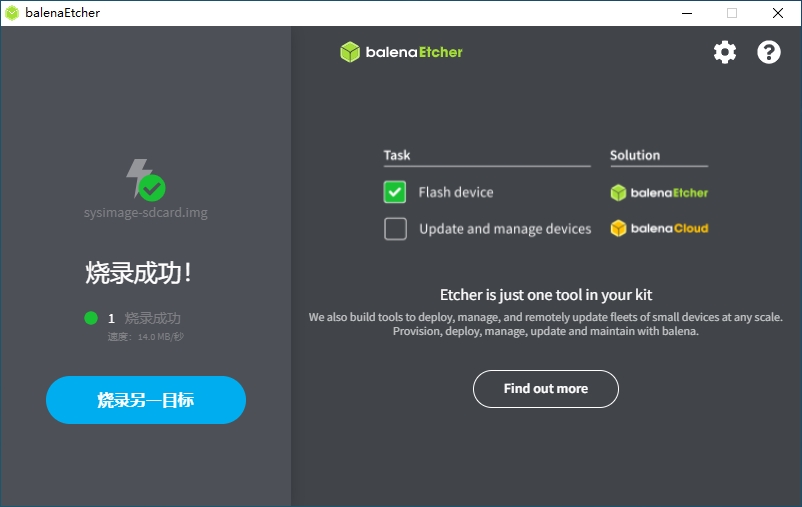 balenaEtcher
balenaEtcher
sysimage-sdcard.img
烧录成功！
1 烧录成功
速度：14.0 MB/秒
烧录另一目标
Task Solution
Flash device balenaEtcher
Update and manage devices balenaCloud
Etcher is just one tool in your kit
We also build tools to deploy, manage, and remotely update fleets of small devices at any scale.
Provision, deploy, manage, update and maintain with balena.
Find out more